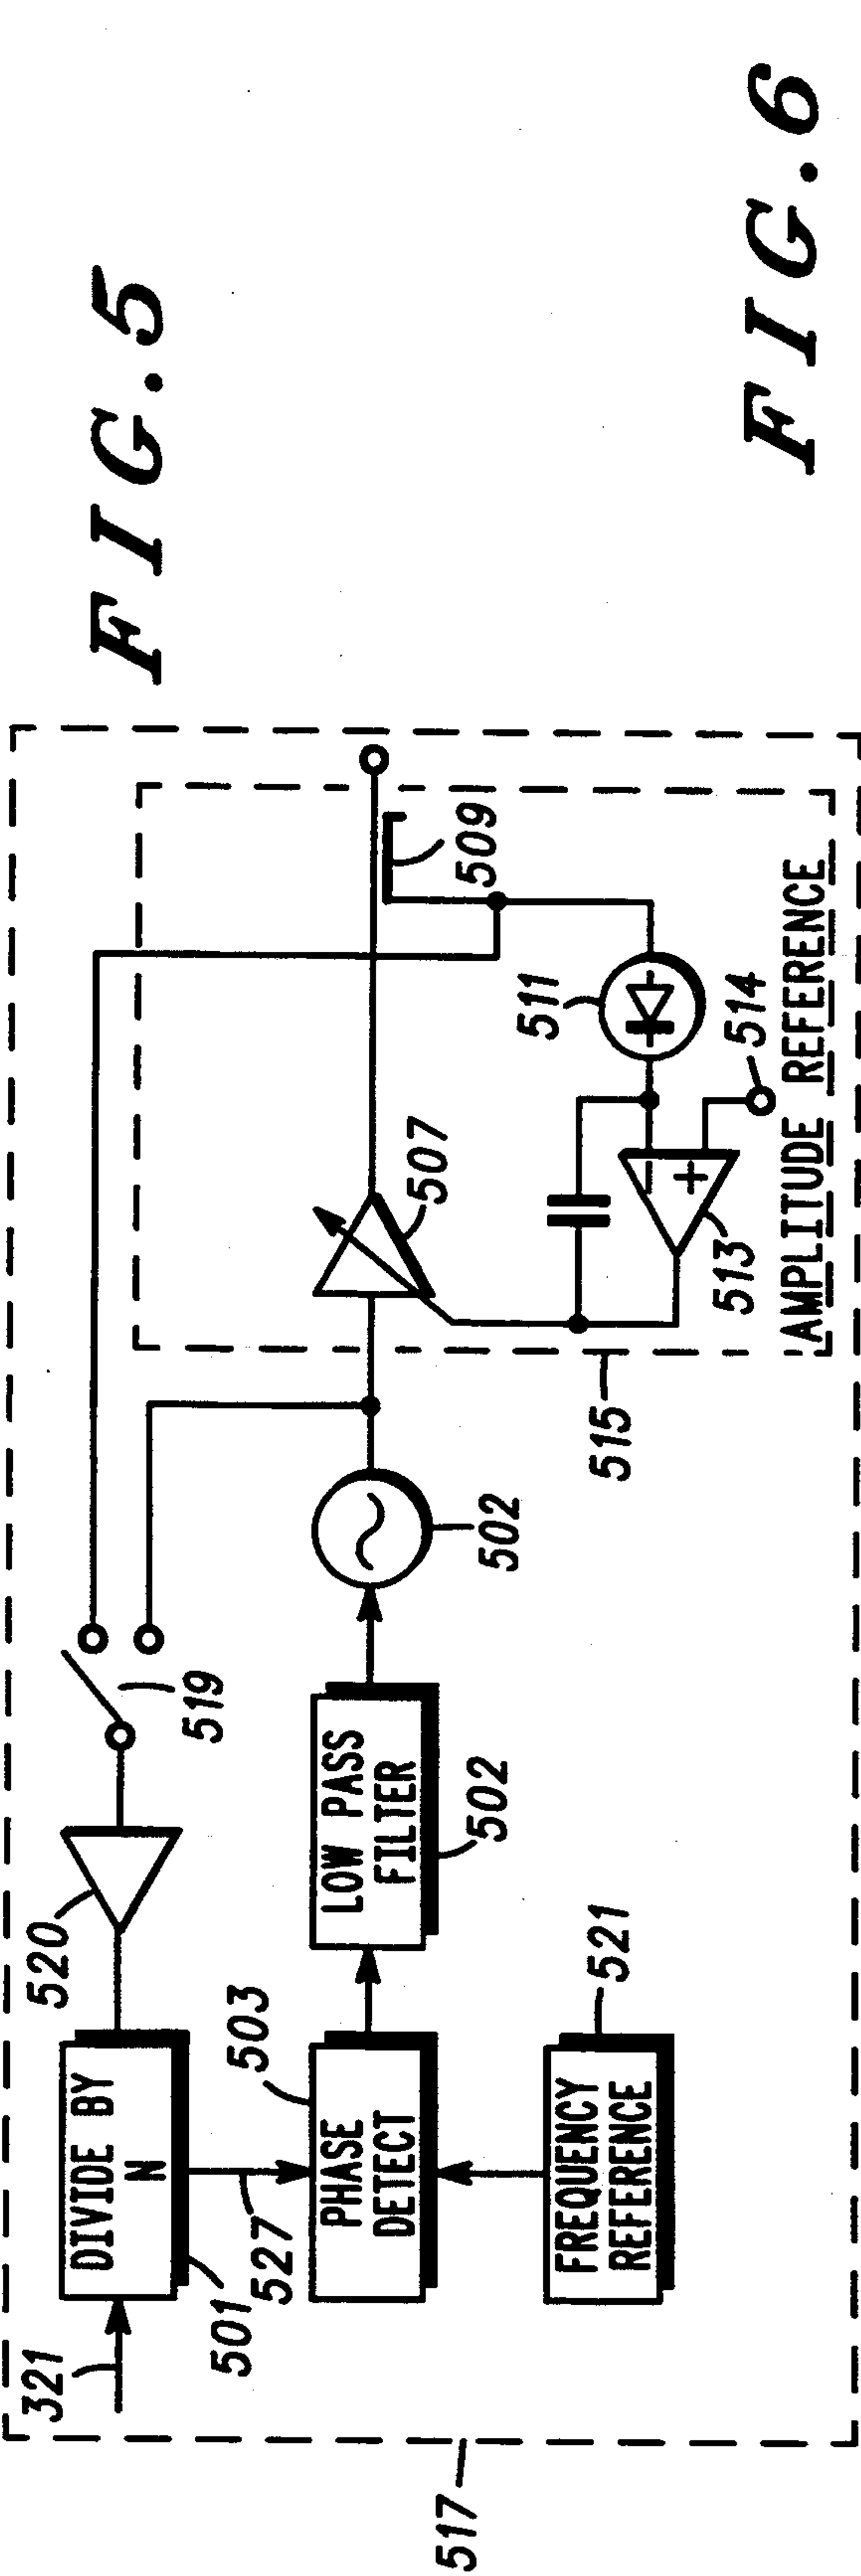 FIG.5
FIG.6
321
DIVIDE BY
N
501
520
519
527
503
PHASE
DETECT
LOW PASS
FILTER
502
502
507
509
511
513
514
515
AMPLITUDE REFERENCE
FREQUENCY
REFERENCE
521
517